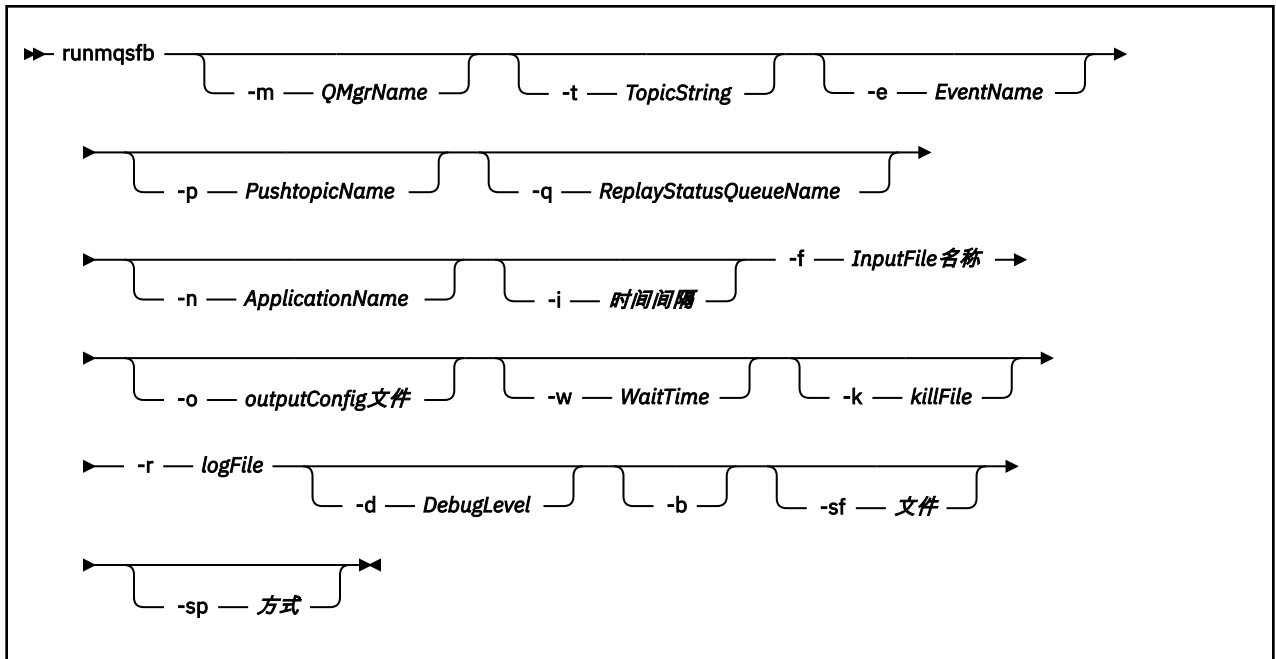 runmqsfb
-m QMgrName -t TopicString -e EventName
-p PushtopicName -q ReplayStatusQueueName
-f InputFile名称
-n ApplicationName -i 时间间隔
-o outputConfig文件 -w WaitTime -k killFile
-r logFile
-d DebugLevel -b -sf 文件
-sp 方式